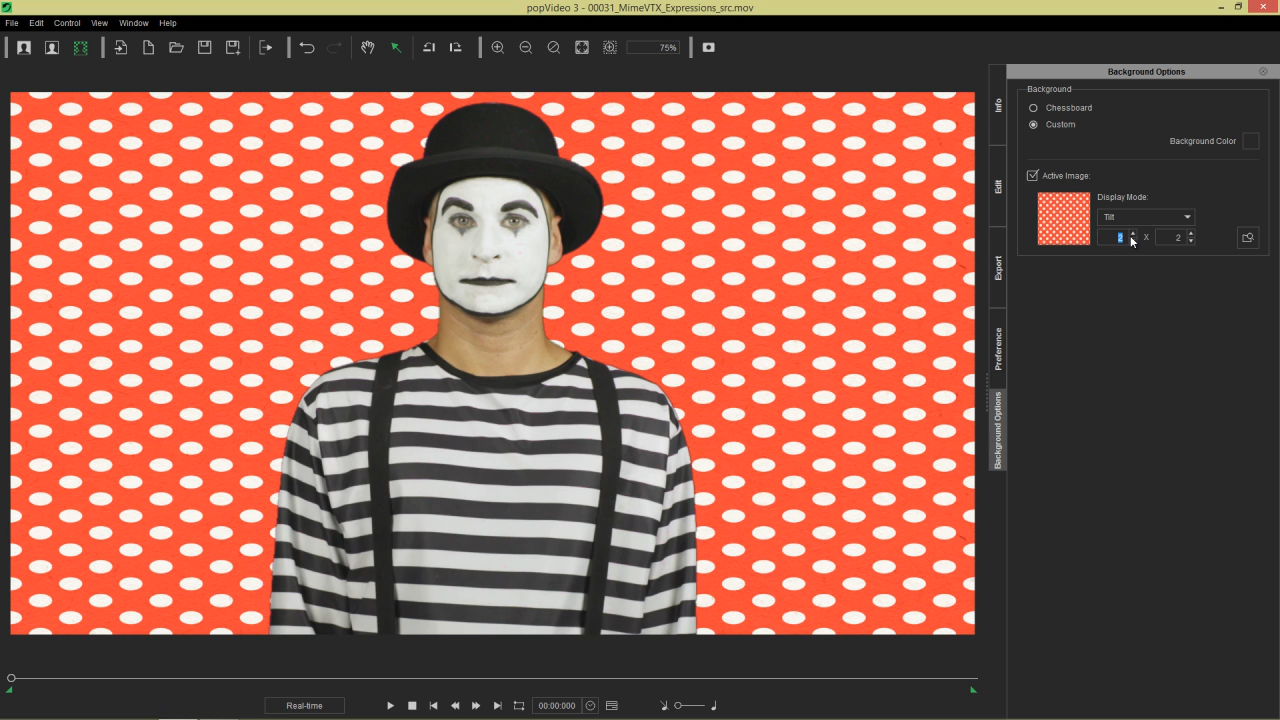 popVideo 3 - 00031_MimeVTX_Expressions_src.mov
File Edit Control View Window Help
75%
Background Options
Info
Edit
Export
Preference
Background Options
Background
Chessboard
Custom
Background Color
Active Image:
Display Mode:
Tilt
2 X 2
Real-time
00:00:000